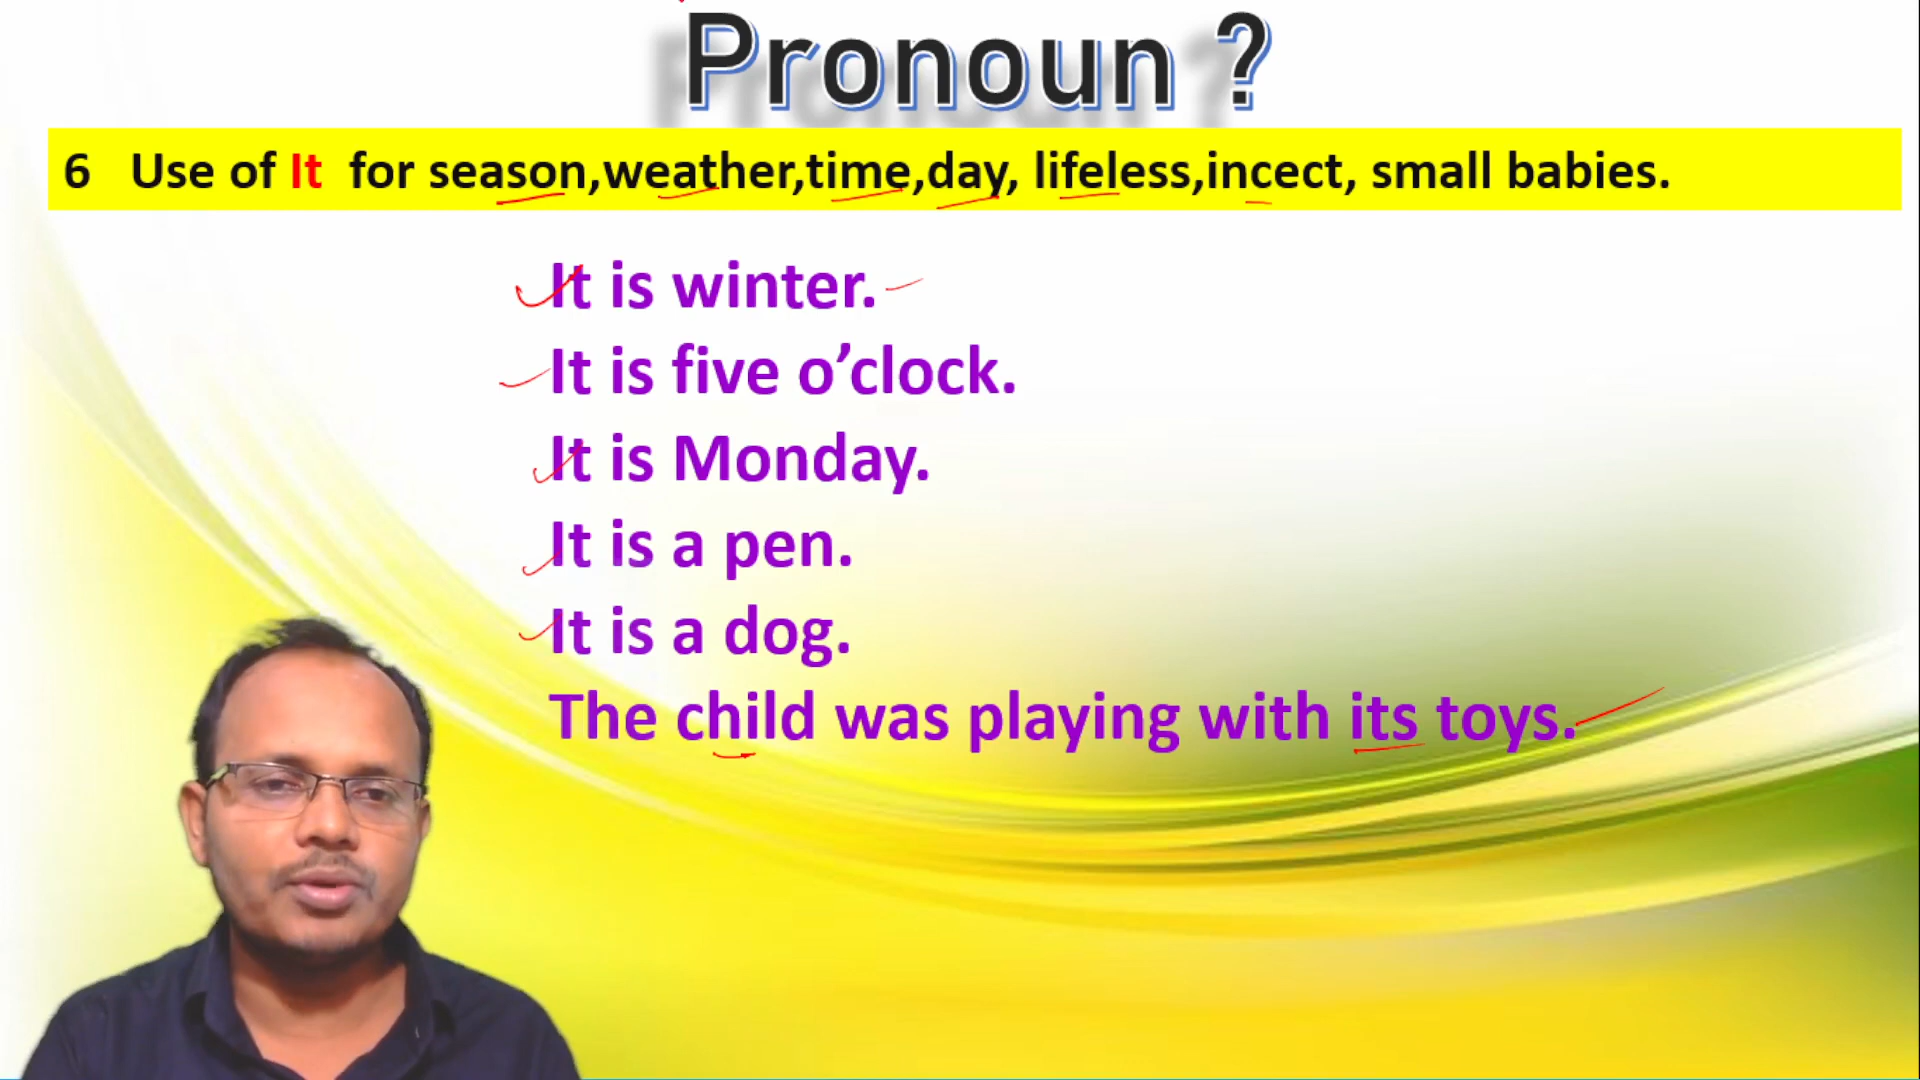 Pronoun ?
6 Use of It for season,weather,time,day, lifeless,incect, small babies.
It is winter.
It is five o’clock.
It is Monday.
It is a pen.
It is a dog.
The child was playing with its toys.